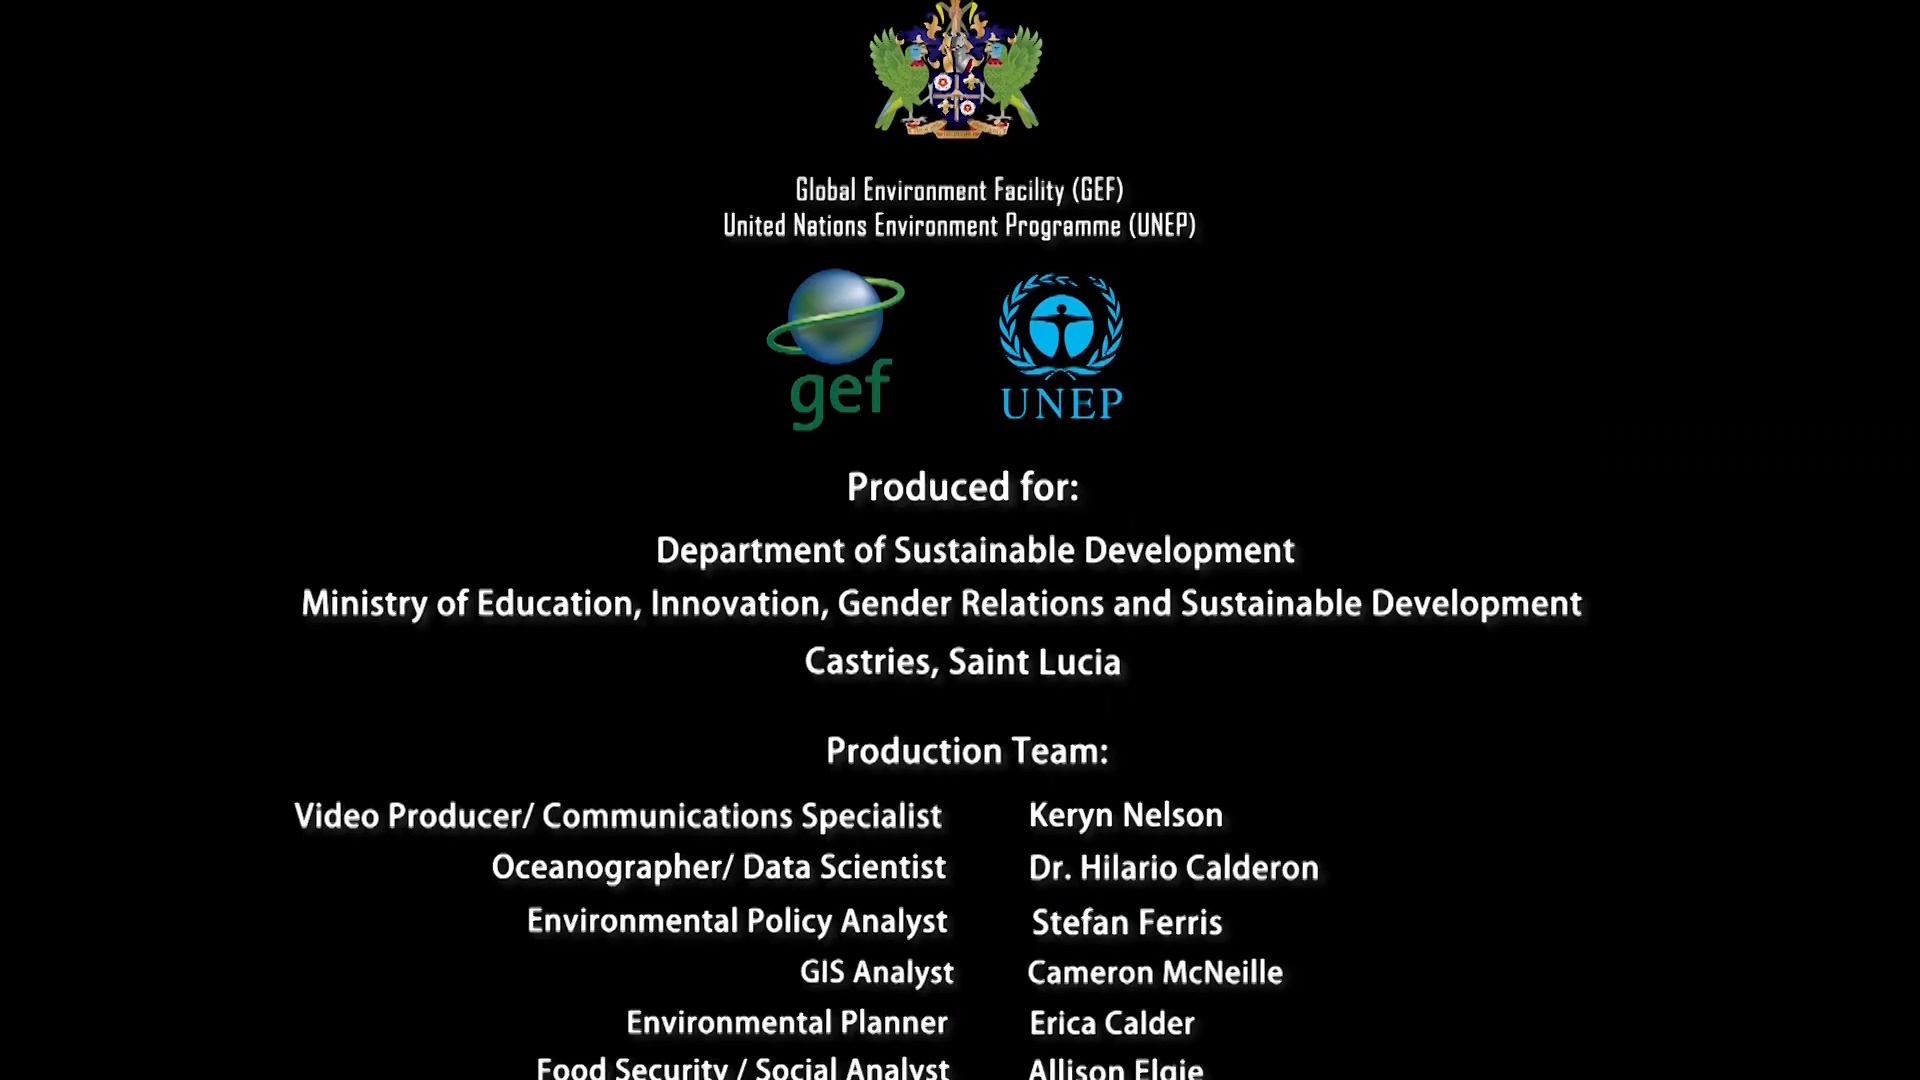 Global Environment Facility (GEF)
United Nations Environment Programme (UNEP)
gef
UNEP
Produced for:
Department of Sustainable Development
Ministry of Education, Innovation, Gender Relations and Sustainable Development
Castries, Saint Lucia
Production Team:
Video Producer/ Communications Specialist Keryn Nelson
Oceanographer/ Data Scientist Dr. Hilario Calderon
Environmental Policy Analyst Stefan Ferris
GIS Analyst Cameron McNeille
Environmental Planner Erica Calder
Food Security / Social Analyst Allison Elgie